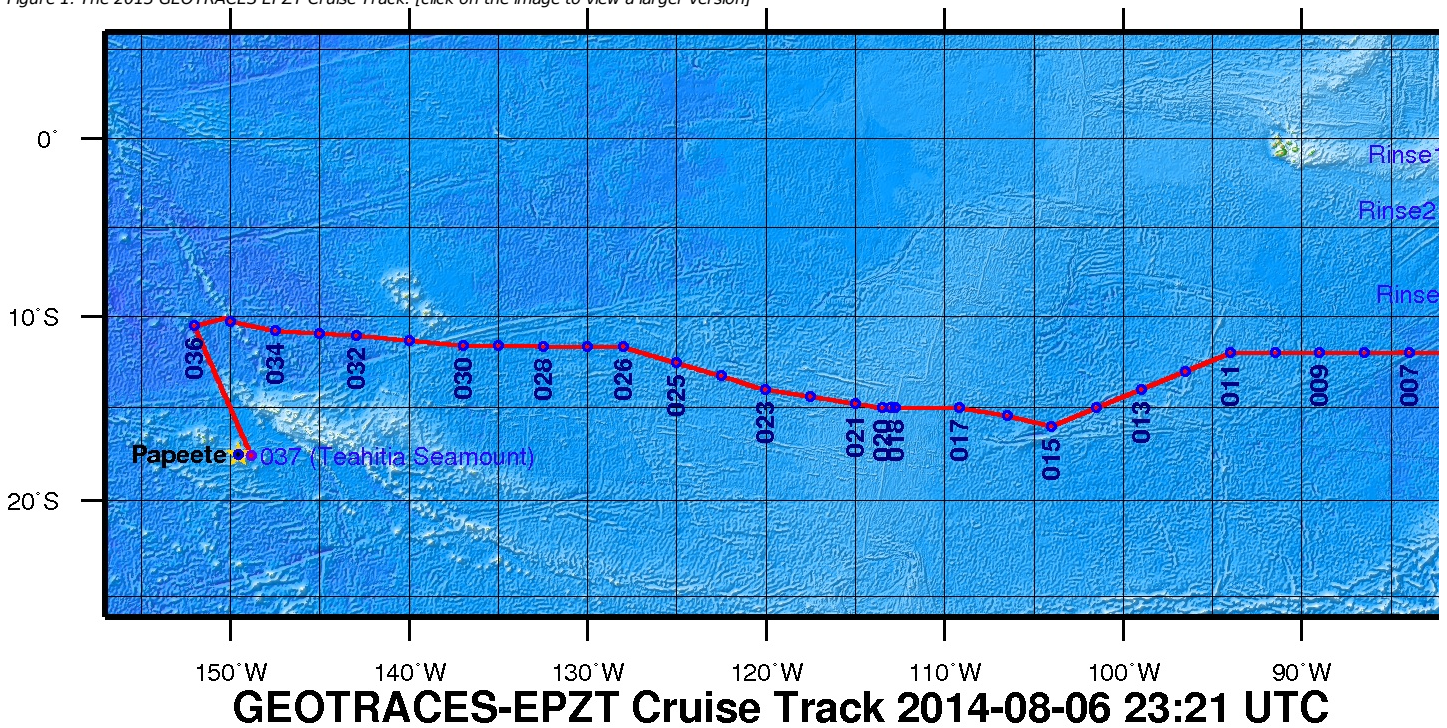 Figure 1. The 2013 GEOTRACES EPZT Cruise Track. [click on the image to view a larger version]
0°
Rinse1
Rinse2
Rinse
10°S
036
034
032
030
028
026
025
023
021
020
018
017
015
013
011
009
007
Papeete
037 (Teahitia Seamount)
20°S
150°W 140°W 130°W 120°W 110°W 100°W 90°W
GEOTRACES-EPZT Cruise Track 2014-08-06 23:21 UTC